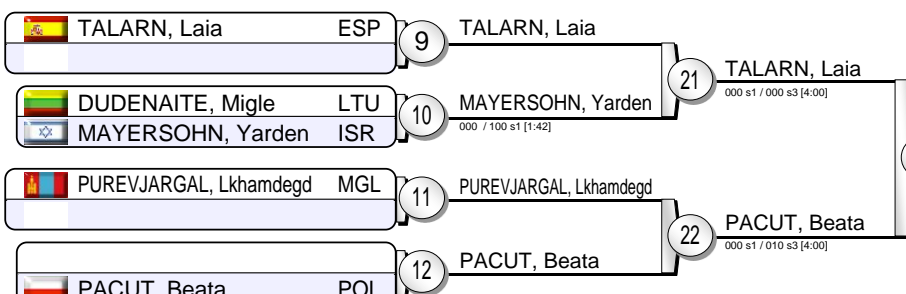 TALARN, Laia ESP
9
TALARN, Laia
DUDENAITE, Migle LTU
MAYERSOHN, Yarden ISR
10
MAYERSOHN, Yarden
000 / 100 s1 [1:42]
21
TALARN, Laia
000 s1 / 000 s3 [4:00]
PUREVJARGAL, Lkhamdegd MGL
11
PUREVJARGAL, Lkhamdegd
PACUT, Beata POL
12
PACUT, Beata
22
PACUT, Beata
000 s1 / 010 s3 [4:00]